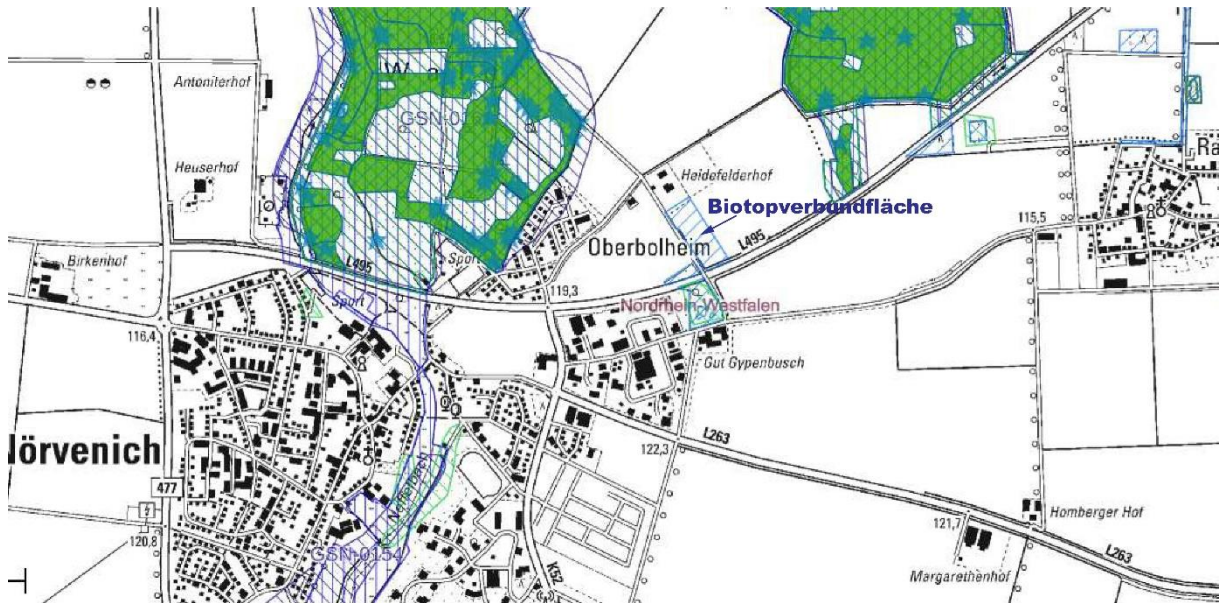 Antoniterhof
W a
GSN-01
Heuserhof
Heidefelderhof
Ra
Biotopverbundfläche
115,5
Oberbolheim
L495
Birkenhof
L495
Sport
Sport
119,3
Nordrhein-Westfalen
116,4
Gut Gypenbusch
L263
Nörvenich
122,3
477
Neffelbach
Homberger Hof
121,7
120,8
GSN-0154
K52
L263
Margarethenhof